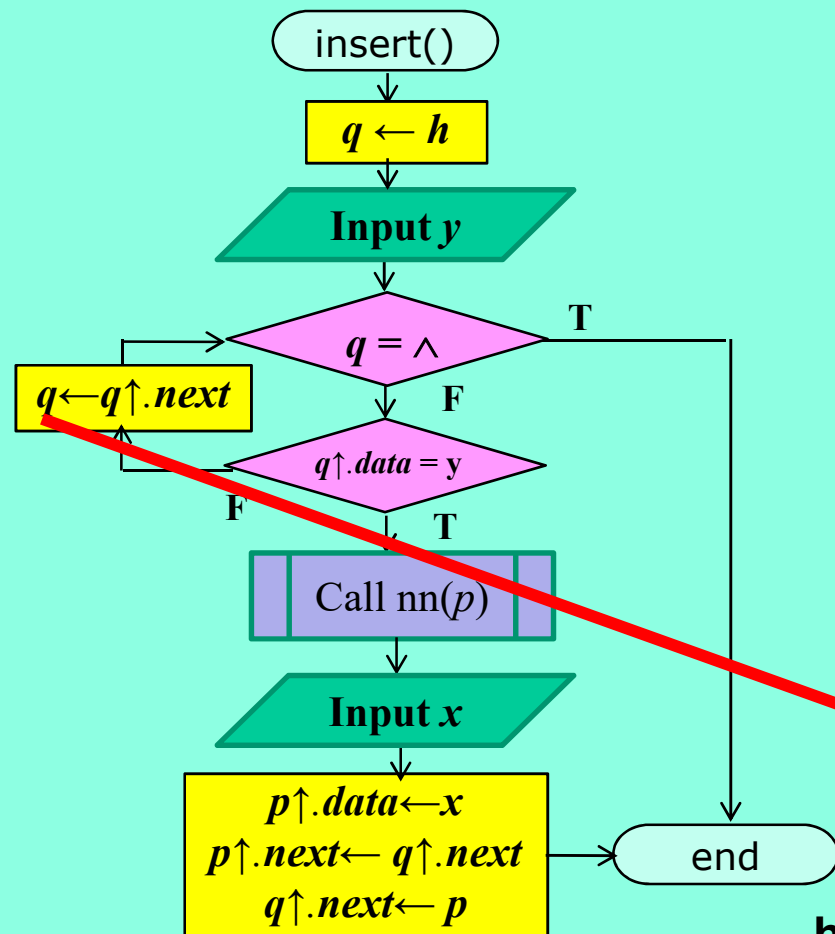 insert()
q ← h
Input y
q = ∧
T
F
q←q↑.next
q↑.data = y
F
T
Call nn(p)
Input x
p↑.data←x
p↑.next← q↑.next
q↑.next← p
end